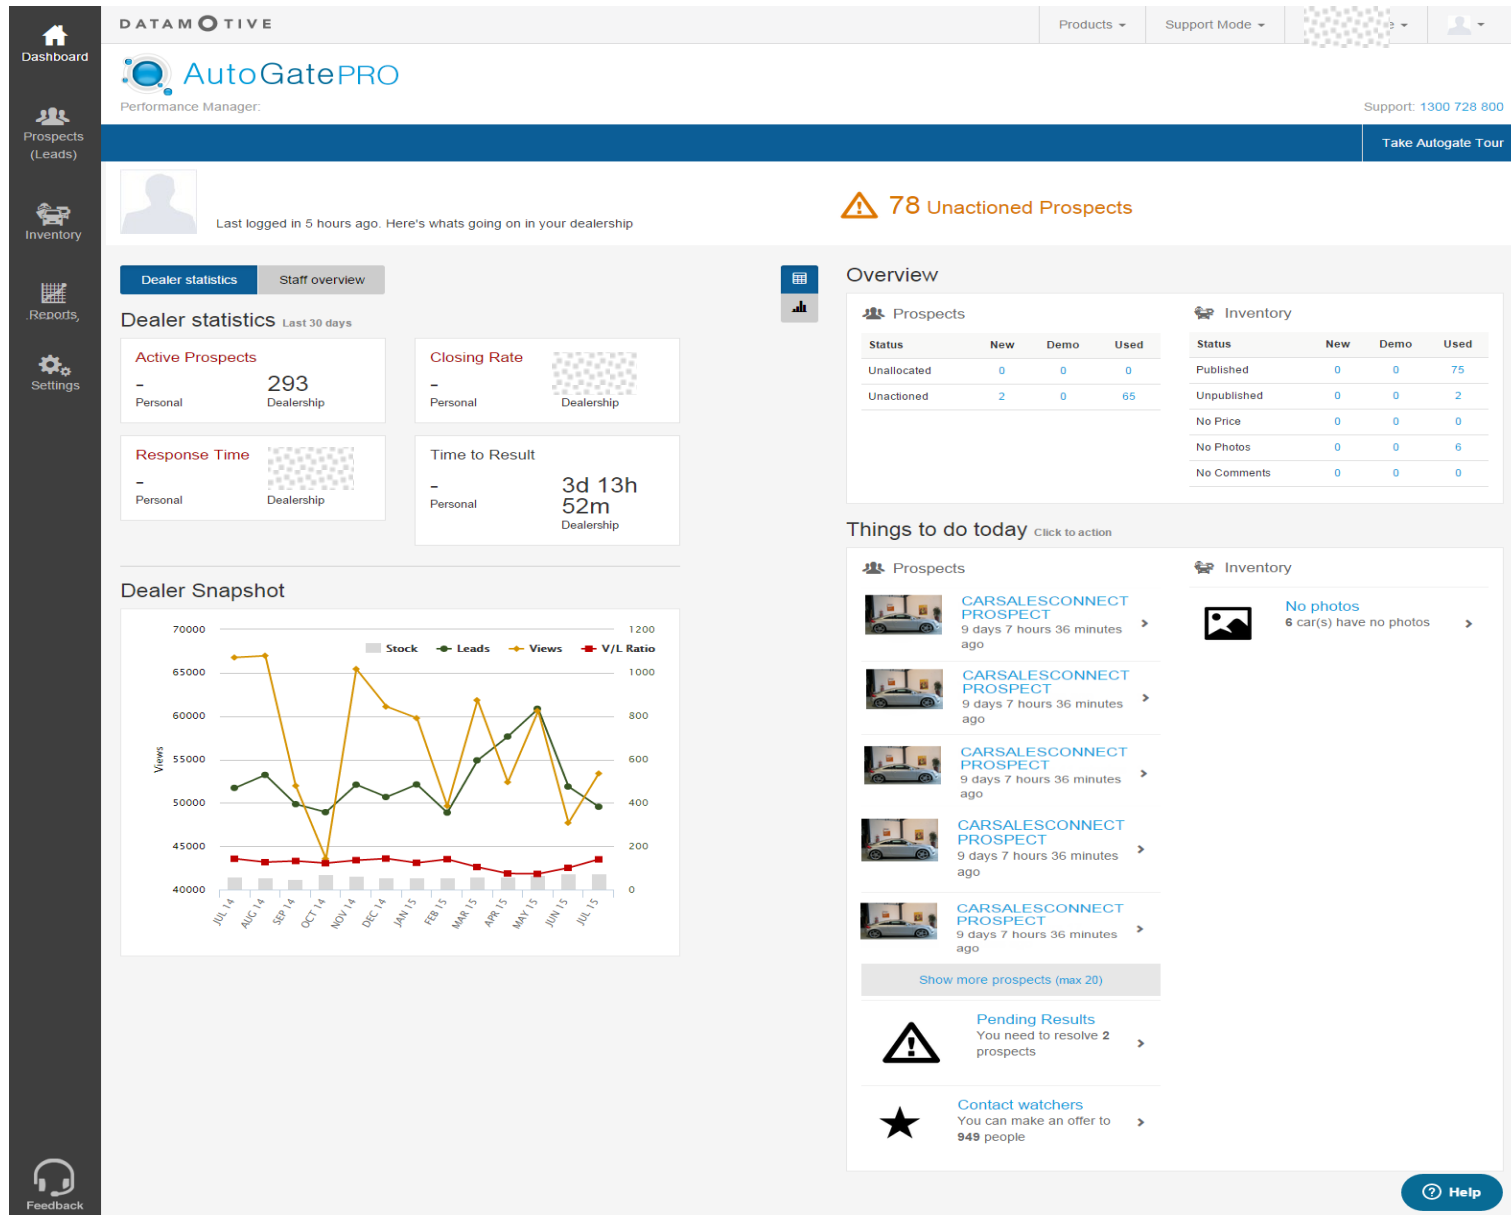 Dashboard
Prospects
(Leads)
Inventory
Reports
Settings
Feedback
DATAMOTIVE
Products
Support Mode
AutoGatePRO
Performance Manager:
Support: 1300 728 800
Take Autogate Tour
Last logged in 5 hours ago. Here's whats going on in your dealership
78 Unactioned Prospects
Dealer statistics
Staff overview
Dealer statistics Last 30 days
Active Prospects
- 293
Personal Dealership
Closing Rate
-
Personal Dealership
Response Time
-
Personal Dealership
Time to Result
- 3d 13h
52m
Personal
Dealership
Dealer Snapshot
Stock Leads Views V/L Ratio
70000 1200
65000 1000
60000 800
55000 600
50000 400
45000 200
40000 0
Views
JUL 14 AUG 14 SEP 14 OCT 14 NOV 14 DEC 14 JAN 15 FEB 15 MAR 15 APR 15 MAY 15 JUN 15 JUL 15
Overview
Prospects
Status New Demo Used
Unallocated 0 0 0
Unactioned 2 0 65
Inventory
Status New Demo Used
Published 0 0 75
Unpublished 0 0 2
No Price 0 0 0
No Photos 0 0 6
No Comments 0 0 0
Things to do today Click to action
Prospects
CARSALESCONNECT
PROSPECT
9 days 7 hours 36 minutes
ago
CARSALESCONNECT
PROSPECT
9 days 7 hours 36 minutes
ago
CARSALESCONNECT
PROSPECT
9 days 7 hours 36 minutes
ago
CARSALESCONNECT
PROSPECT
9 days 7 hours 36 minutes
ago
CARSALESCONNECT
PROSPECT
9 days 7 hours 36 minutes
ago
Show more prospects (max 20)
Pending Results
You need to resolve 2
prospects
Contact watchers
You can make an offer to
949 people
Inventory
No photos
6 car(s) have no photos
Help